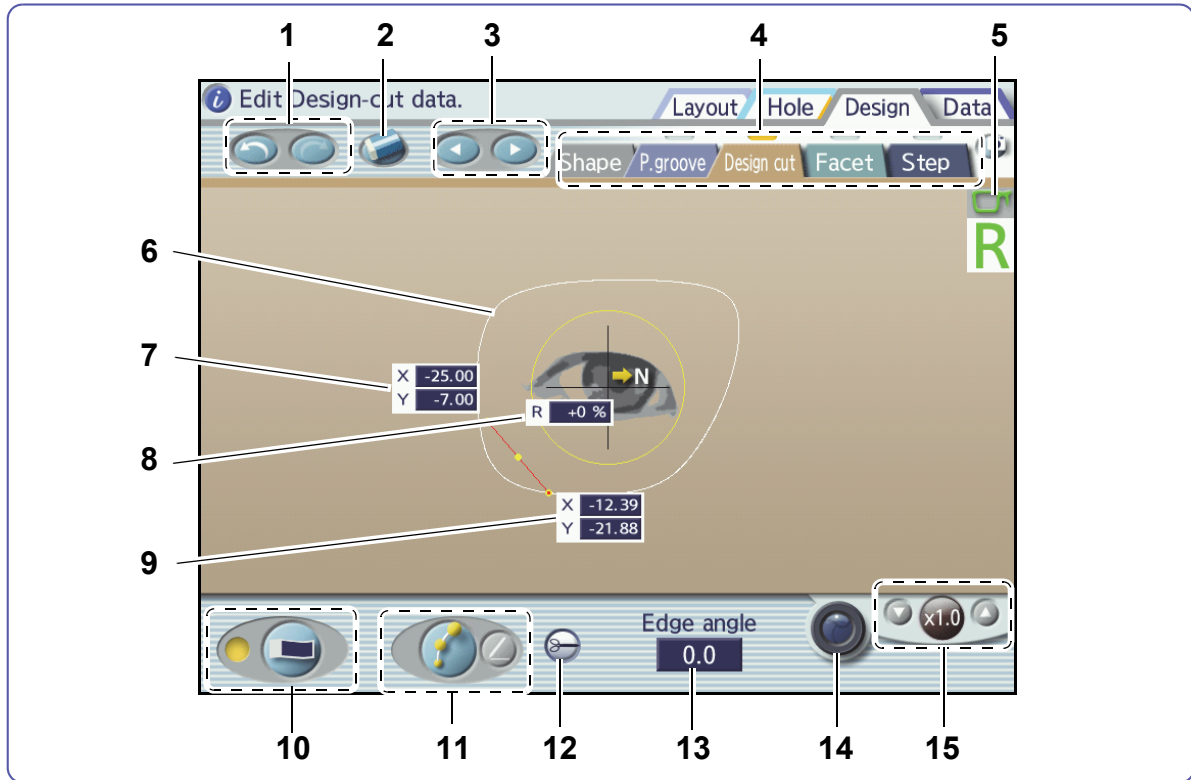 1 2 3 4 5
Edit Design-cut data.
Layout Hole Design Data
Shape P.groove Design cut Facet Step
R
6
7
X -25.00
Y -7.00
N
R +0 %
8
X -12.39
Y -21.88
9
Edge angle
0.0
x1.0
10 11 12 13 14 15